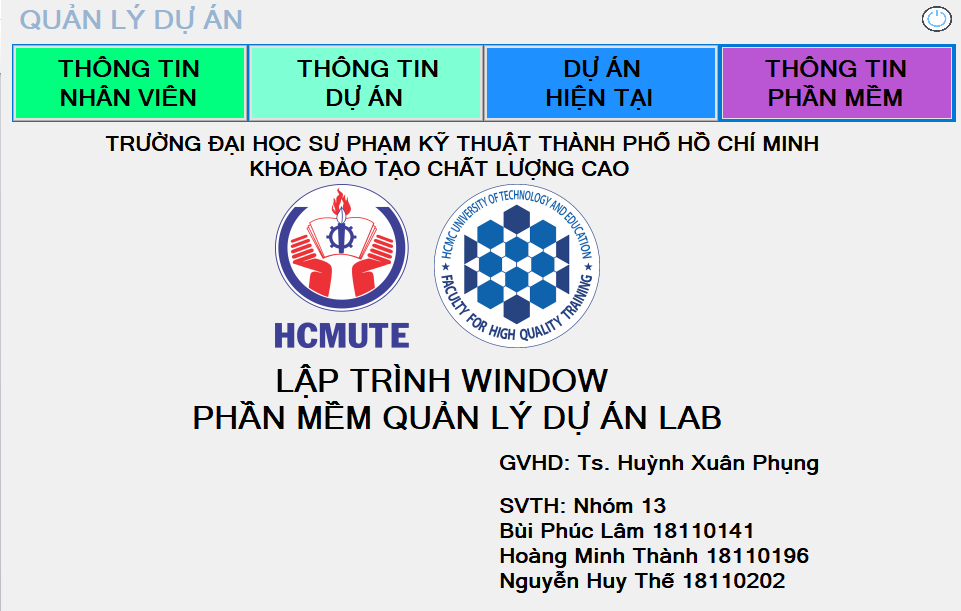 QUẢN LÝ DỰ ÁN
THÔNG TIN
NHÂN VIÊN
THÔNG TIN
DỰ ÁN
DỰ ÁN
HIỆN TẠI
THÔNG TIN
PHẦN MỀM
TRƯỜNG ĐẠI HỌC SƯ PHẠM KỸ THUẬT THÀNH PHỐ HỒ CHÍ MINH
KHOA ĐÀO TẠO CHẤT LƯỢNG CAO
HCMUTE
HCMC UNIVERSITY OF TECHNOLOGY AND EDUCATION
★ FACULTY FOR HIGH QUALITY TRAINING ★
LẬP TRÌNH WINDOW
PHẦN MỀM QUẢN LÝ DỰ ÁN LAB
GVHD: Ts. Huỳnh Xuân Phụng
SVTH: Nhóm 13
Bùi Phúc Lâm 18110141
Hoàng Minh Thành 18110196
Nguyễn Huy Thế 18110202